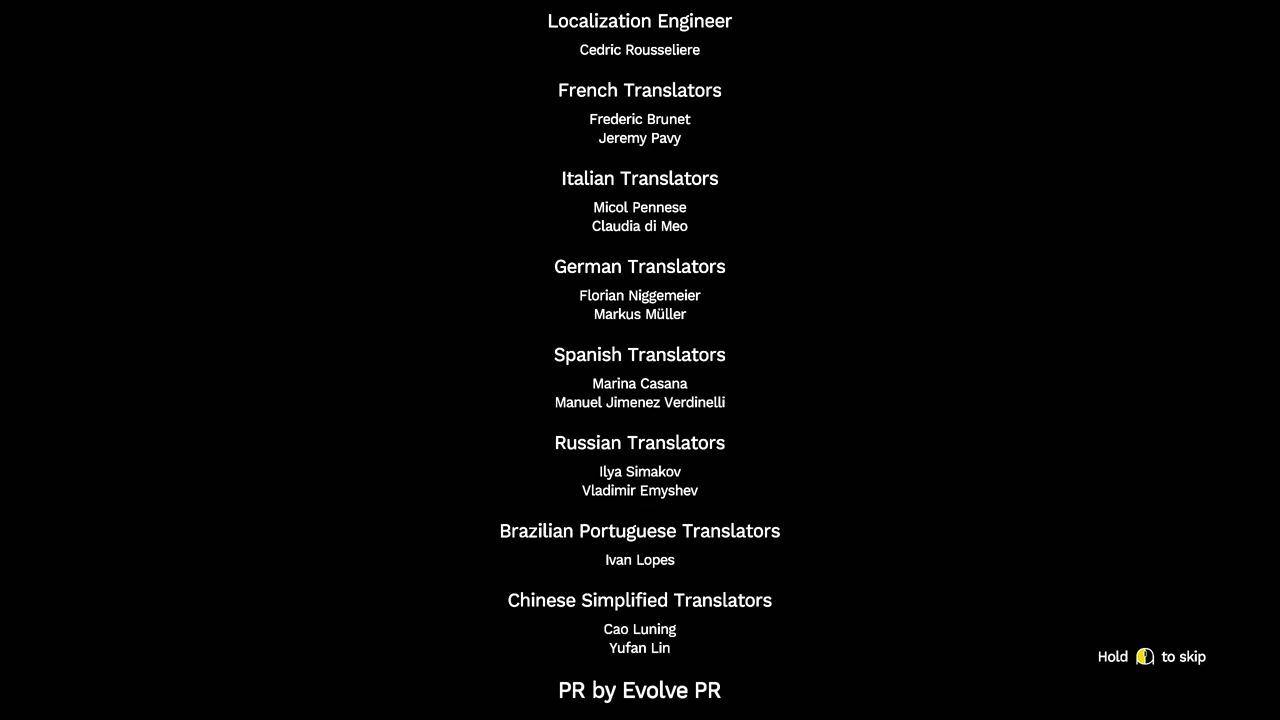 Localization Engineer
Cedric Rousseliere
French Translators
Frederic Brunet
Jeremy Pavy
Italian Translators
Micol Pennese
Claudia di Meo
German Translators
Florian Niggemeier
Markus Müller
Spanish Translators
Marina Casana
Manuel Jimenez Verdinelli
Russian Translators
Ilya Simakov
Vladimir Emyshev
Brazilian Portuguese Translators
Ivan Lopes
Chinese Simplified Translators
Cao Luning
Yufan Lin
Hold to skip
PR by Evolve PR